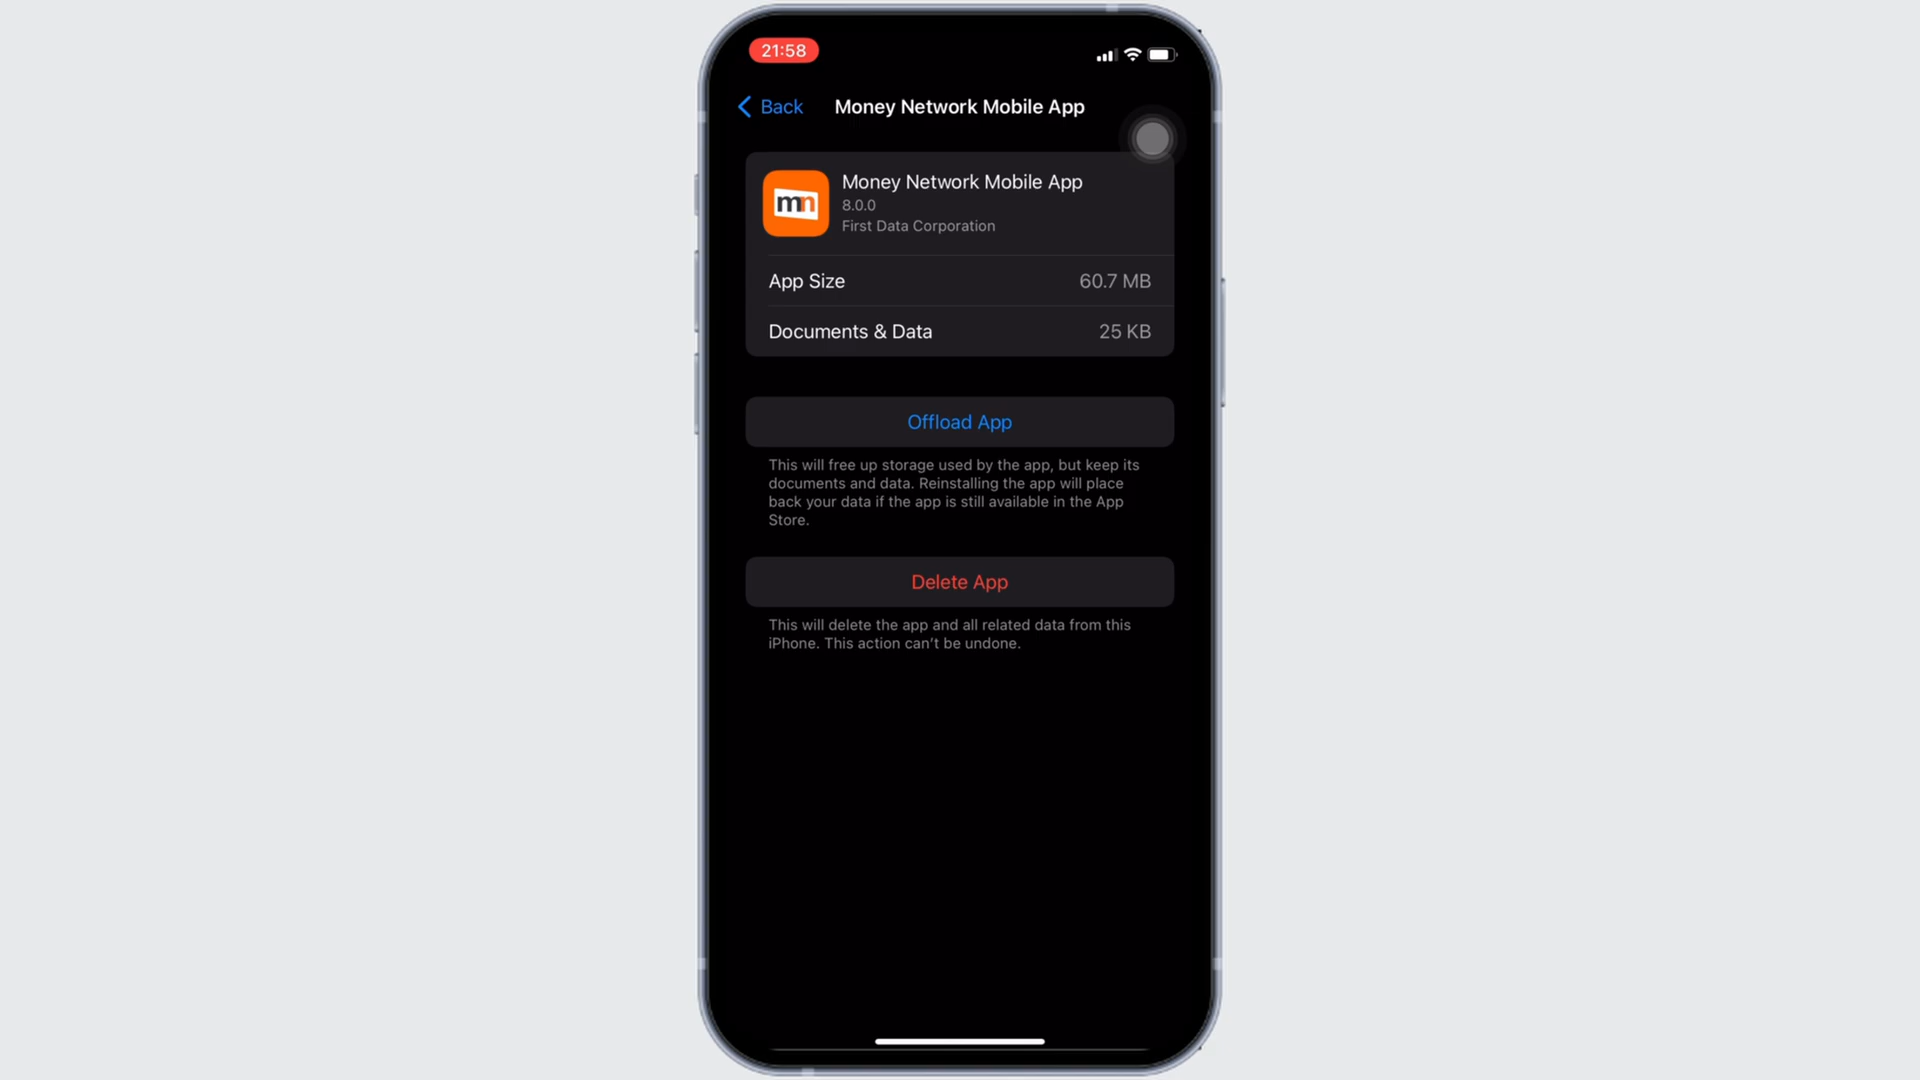 21:58
Back
Money Network Mobile App
mn
Money Network Mobile App
8.0.0
First Data Corporation
App Size
60.7 MB
Documents & Data
25 KB
Offload App
This will free up storage used by the app, but keep its
documents and data. Reinstalling the app will place
back your data if the app is still available in the App
Store.
Delete App
This will delete the app and all related data from this
iPhone. This action can't be undone.